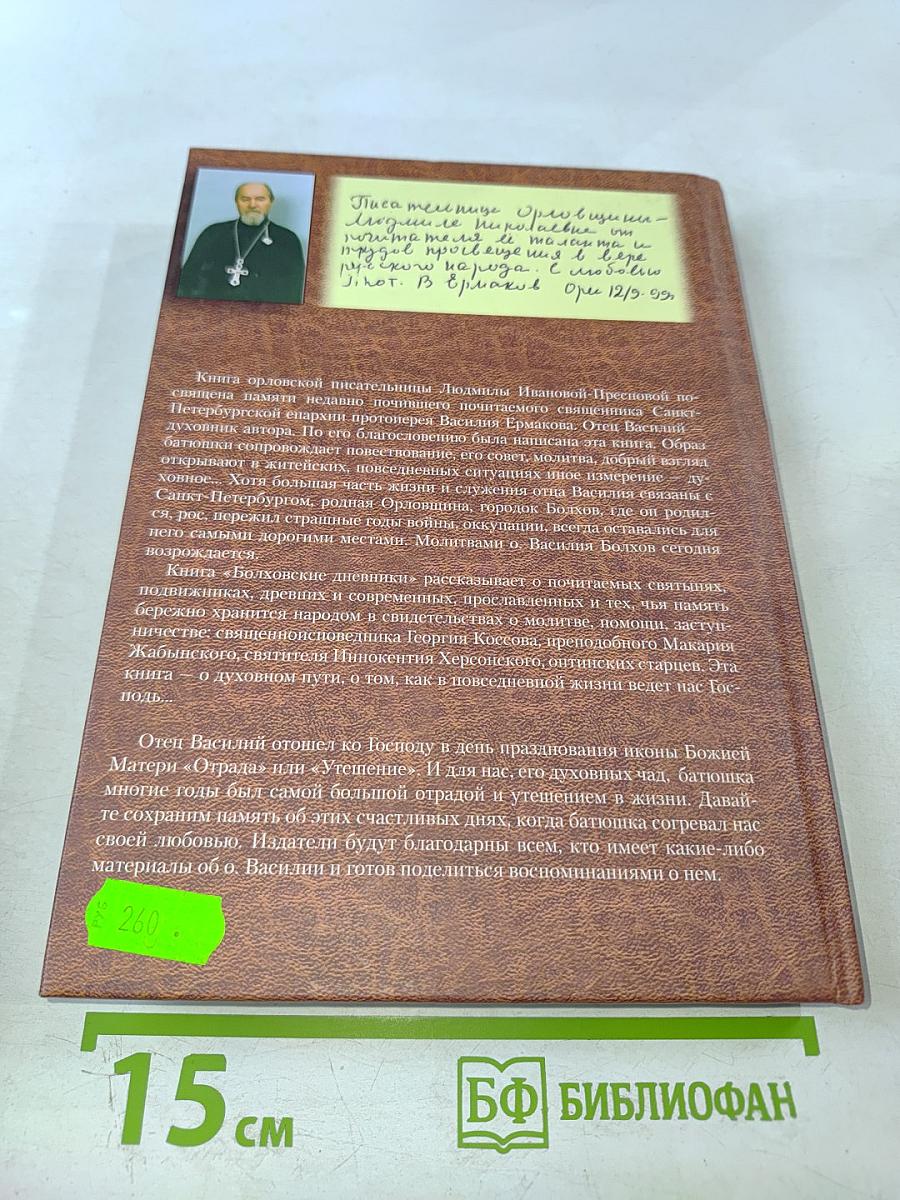 Писательнице Орловщины-
Людмиле Николаевне от
почитателя её таланта и
трудов просвещения в вере
русского народа. С любовью
В Ермаков Орел 12/9-99г
Книга орловской писательницы Людмилы Ивановой-Пресновой по-
священа памяти недавно почившего почитаемого священника Санкт-
Петербургской епархии протоиерея Василия Ермакова. Отец Василий —
духовник автора. По его благословению была написана эта книга. Образ
батюшки сопровождает повествование, его совет, молитва, добрый взгляд
открывают в житейских, повседневных ситуациях иное измерение — ду-
ховное... Хотя большая часть жизни и служения отца Василия связаны с
Санкт-Петербургом, родная Орловщина, городок Болхов, где он родил-
ся, рос, пережил страшные годы войны, оккупации, всегда оставались для
него самыми дорогими местами. Молитвами о. Василия Болхов сегодня
возрождается.
Книга «Болховские дневники» рассказывает о почитаемых святынях,
подвижниках, древних и современных, прославленных и тех, чья память
бережно хранится народом в свидетельствах о молитве, помощи, заступ-
ничестве: священноисповедника Георгия Коссова, преподобного Макария
Жабынского, святителя Иннокентия Херсонского, оптинских старцев. Эта
книга — о духовном пути, о том, как в повседневной жизни ведет нас Гос-
подь...
Отец Василий отошел ко Господу в день празднования иконы Божией
Матери «Отрада» или «Утешение». И для нас, его духовных чад, батюшка
многие годы был самой большой отрадой и утешением в жизни. Давай-
те сохраним память об этих счастливых днях, когда батюшка согревал нас
своей любовью. Издатели будут благодарны всем, кто имеет какие-либо
материалы об о. Василии и готов поделиться воспоминаниями о нем.
РУБ 260
15 см
БФ БИБЛИОФАН